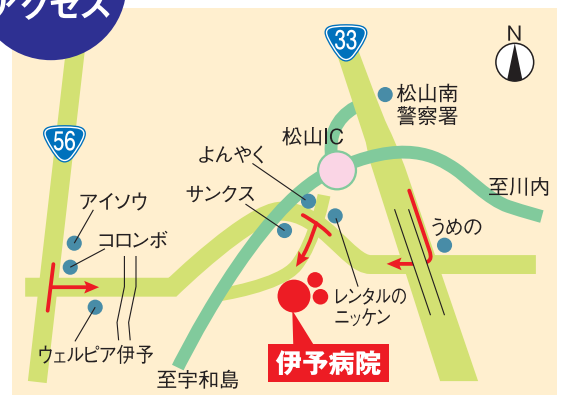 アクセス
N
33
松山南
警察署
56
松山IC
よんやく
サンクス
至川内
アイソウ
うめの
コロンボ
レンタルの
ニッケン
ウェルピア伊予
伊予病院
至宇和島